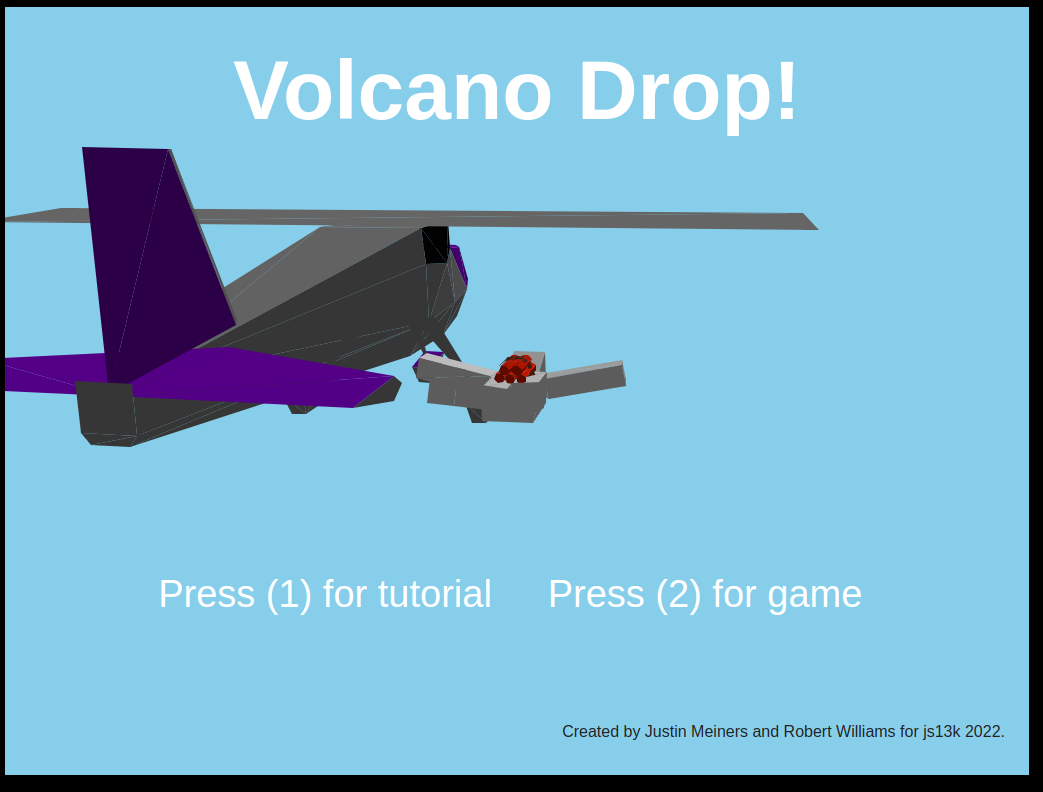 Volcano Drop!
Press (1) for tutorial Press (2) for game
Created by Justin Meiners and Robert Williams for js13k 2022.